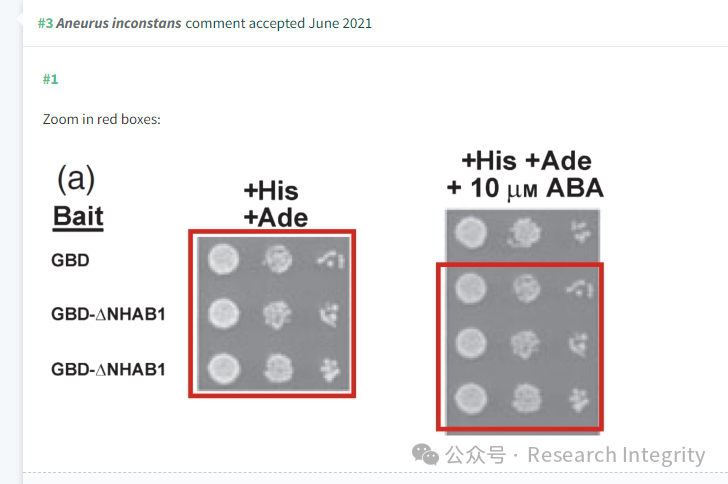 #3 Aneurus inconstans comment accepted June 2021
#1
Zoom in red boxes:
(a)
Bait
+His
+Ade
+His +Ade
+ 10 μM ABA
GBD
GBD-ΔNHAB1
GBD-ΔNHAB1
公众号 · Research Integrity